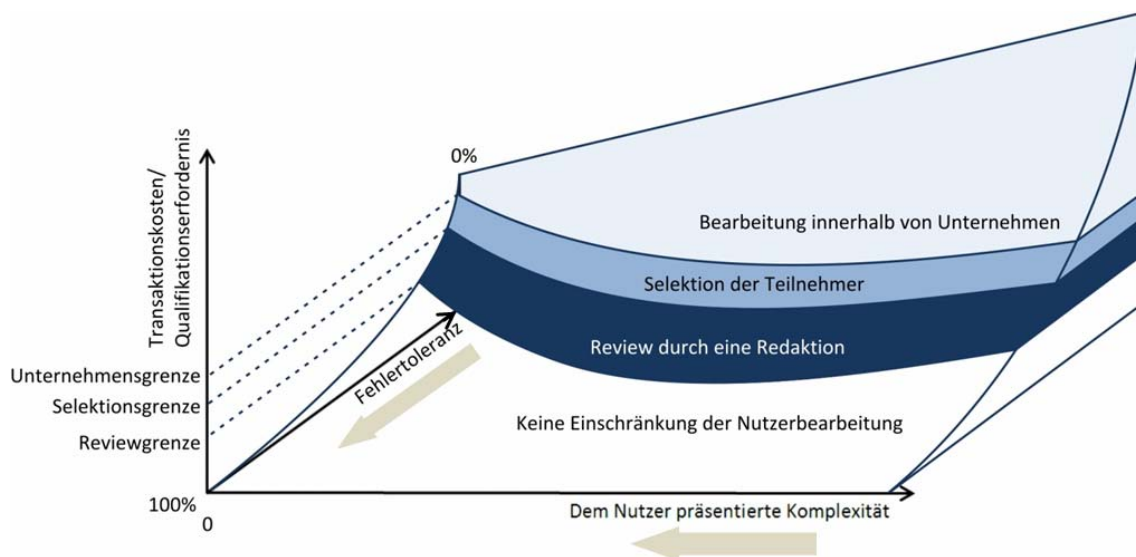 Transaktionskosten/
Qualifikationserfordernis
0%
Bearbeitung innerhalb von Unternehmen
Selektion der Teilnehmer
Review durch eine Redaktion
Fehlertoleranz
Unternehmensgrenze
Selektionsgrenze
Reviewgrenze
Keine Einschränkung der Nutzerbearbeitung
100%
0
Dem Nutzer präsentierte Komplexität